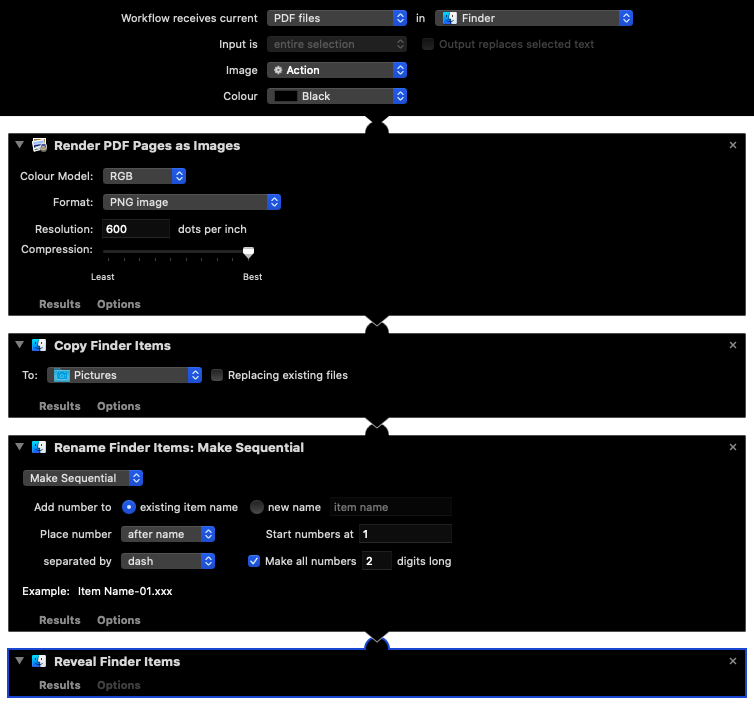 Workflow receives current PDF files in Finder
Input is entire selection Output replaces selected text
Image Action
Colour Black
Render PDF Pages as Images
Colour Model: RGB
Format: PNG image
Resolution: 600 dots per inch
Compression:
Least Best
Results Options
Copy Finder Items
To: Pictures Replacing existing files
Results Options
Rename Finder Items: Make Sequential
Make Sequential
Add number to existing item name new name item name
Place number after name Start numbers at 1
separated by dash Make all numbers 2 digits long
Example: Item Name-01.xxx
Results Options
Reveal Finder Items
Results Options